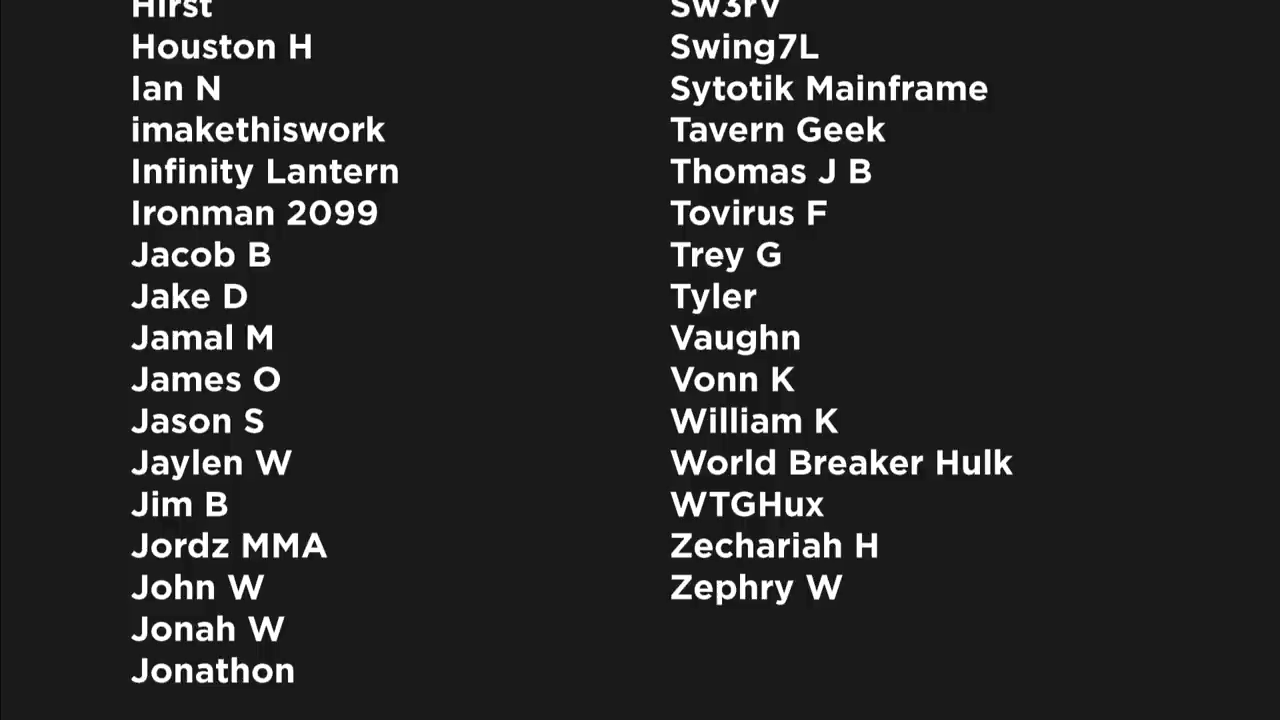 Hirst
Houston H
Ian N
imakethiswork
Infinity Lantern
Ironman 2099
Jacob B
Jake D
Jamal M
James O
Jason S
Jaylen W
Jim B
Jordz MMA
John W
Jonah W
Jonathon
Sw3rV
Swing7L
Sytotik Mainframe
Tavern Geek
Thomas J B
Tovirus F
Trey G
Tyler
Vaughn
Vonn K
William K
World Breaker Hulk
WTGHux
Zechariah H
Zephry W